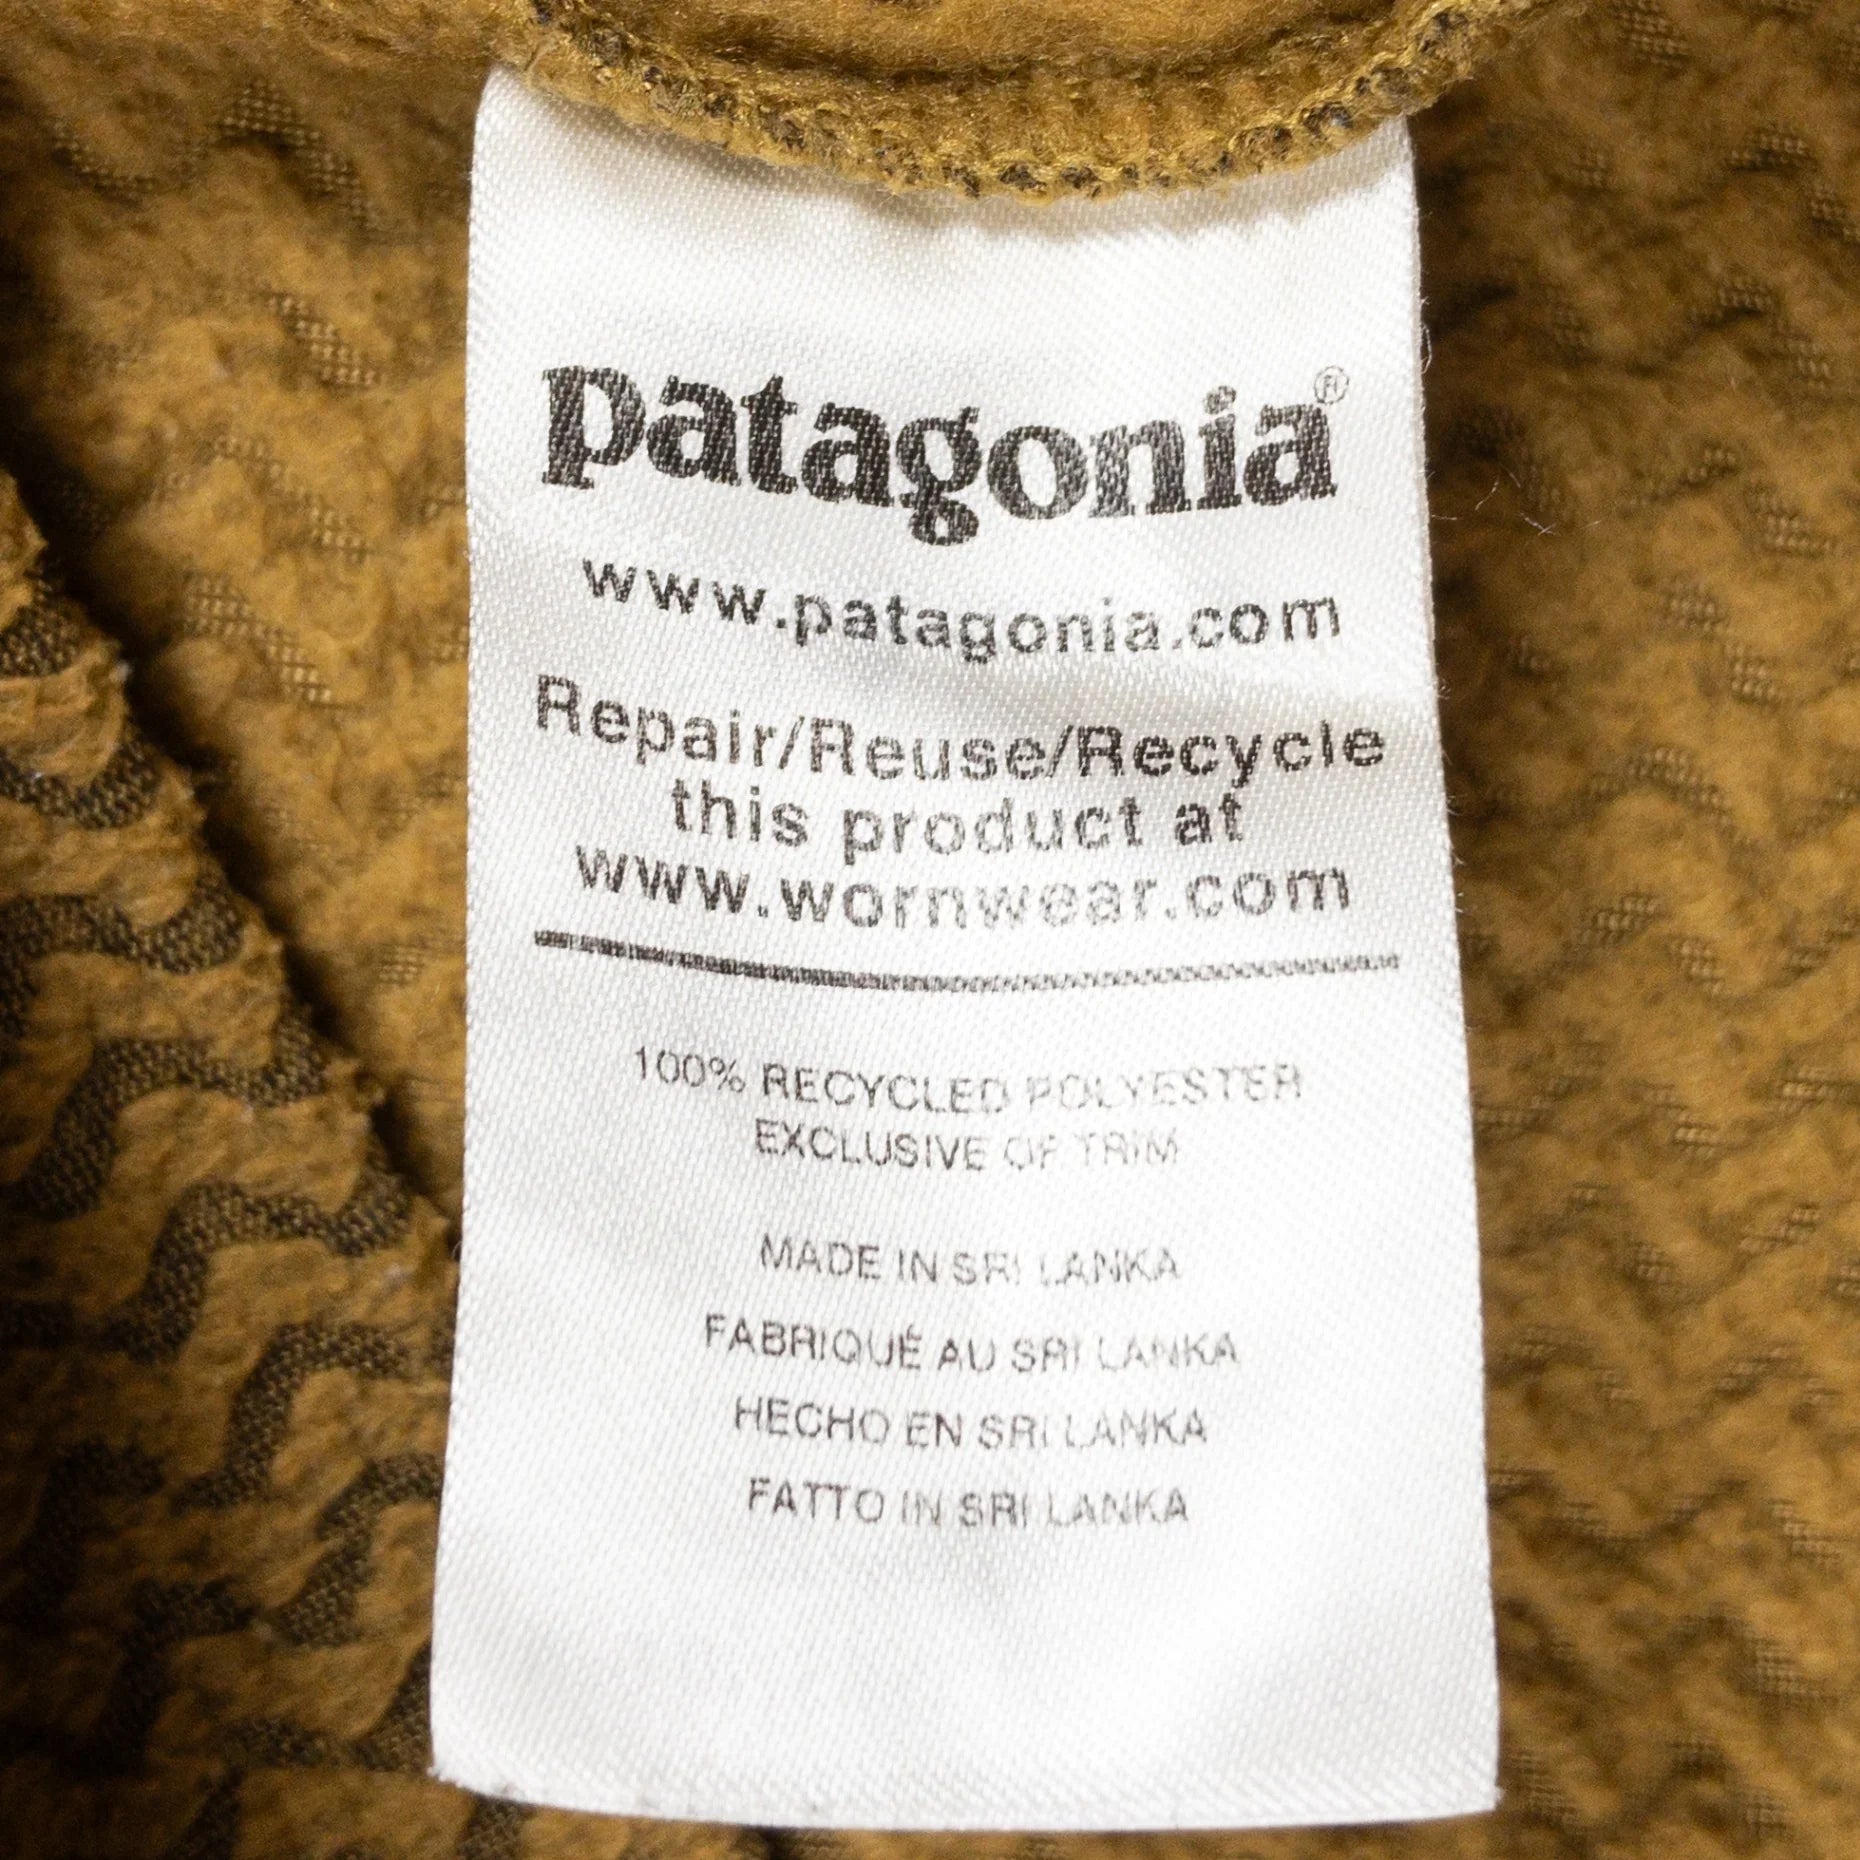 patagonia®
www.patagonia.com
Repair/Reuse/Recycle
this product at
www.wornwear.com
100% RECYCLED POLYESTER
EXCLUSIVE OF TRIM
MADE IN SRI LANKA
FABRIQUÉ AU SRI LANKA
HECHO EN SRI LANKA
FATTO IN SRI LANKA